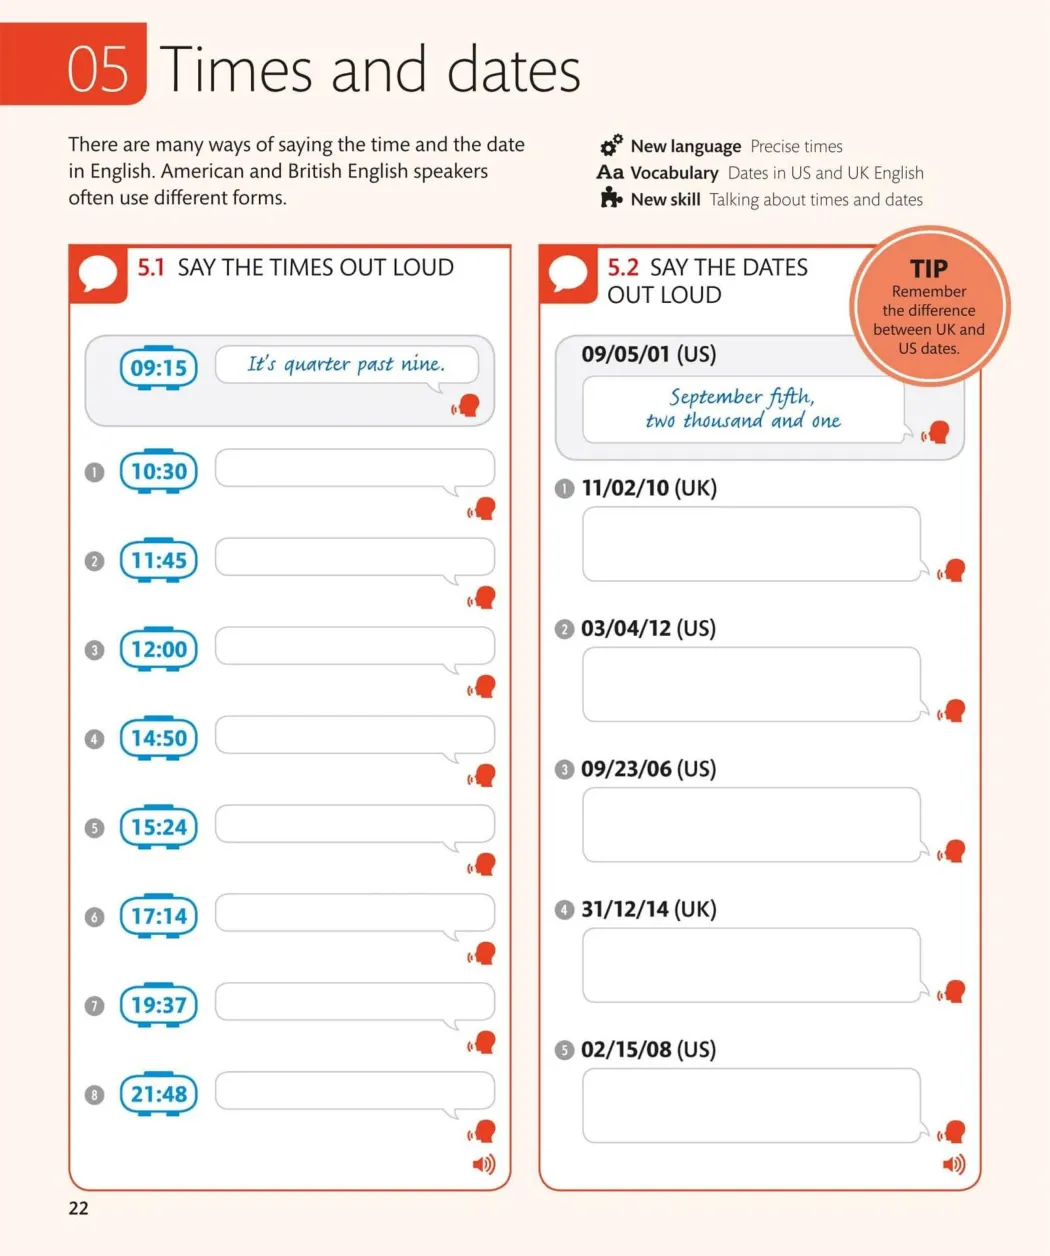 05 Times and dates
There are many ways of saying the time and the date
in English. American and British English speakers
often use different forms.
New language Precise times
Aa Vocabulary Dates in US and UK English
New skill Talking about times and dates
5.1 SAY THE TIMES OUT LOUD
09:15 It's quarter past nine.
1 10:30
2 11:45
3 12:00
4 14:50
5 15:24
6 17:14
7 19:37
8 21:48
5.2 SAY THE DATES
OUT LOUD
TIP
Remember
the difference
between UK and
US dates.
09/05/01 (US)
September fifth,
two thousand and one
1 11/02/10 (UK)
2 03/04/12 (US)
3 09/23/06 (US)
4 31/12/14 (UK)
5 02/15/08 (US)
22